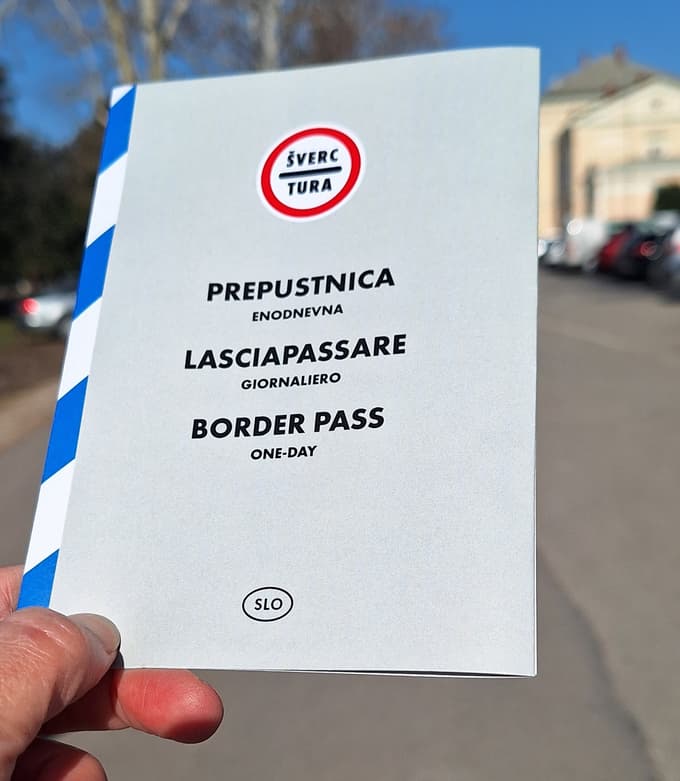 ŠVERC
TURA
PREPUSTNICA
ENODNEVNA
LASCIAPASSARE
GIORNALIERO
BORDER PASS
ONE-DAY
SLO